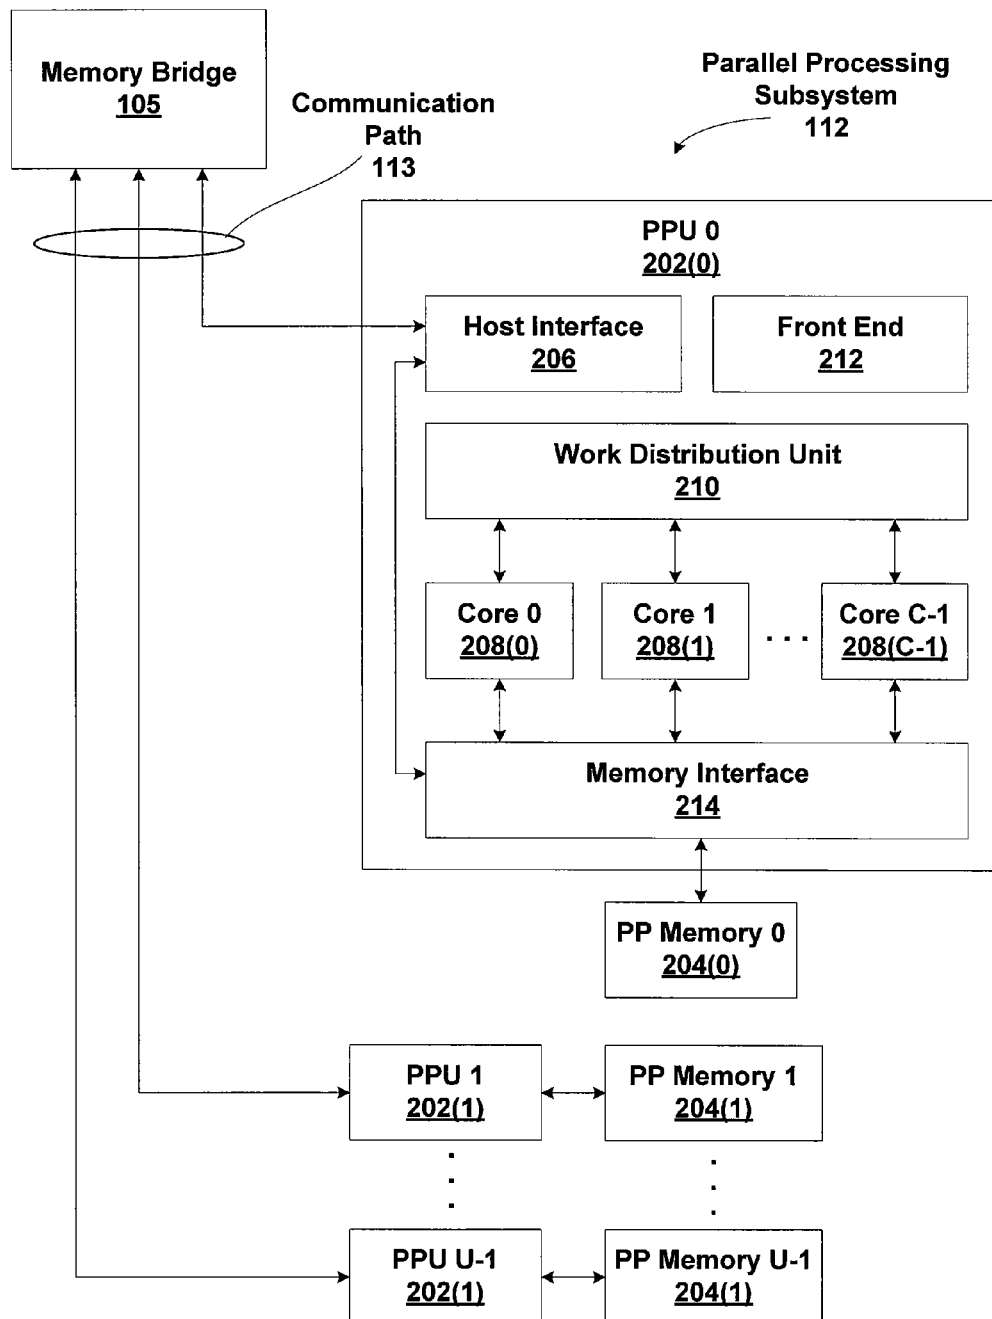 Memory Bridge
105
Communication
Path
113
Parallel Processing
Subsystem
112
PPU 0
202(0)
Host Interface
206
Front End
212
Work Distribution Unit
210
Core 0
208(0)
Core 1
208(1)
. . .
Core C-1
208(C-1)
Memory Interface
214
PP Memory 0
204(0)
PPU 1
202(1)
PP Memory 1
204(1)
PPU U-1
202(1)
PP Memory U-1
204(1)